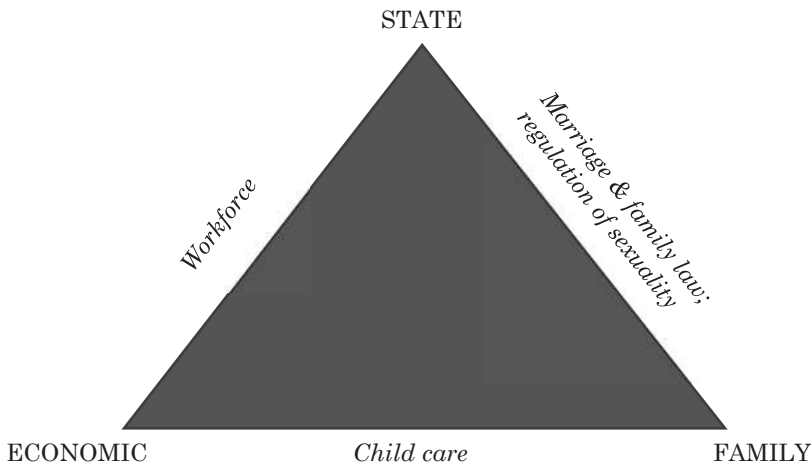 STATE
Marriage & family law;
regulation of sexuality
Workforce
ECONOMIC
Child care
FAMILY